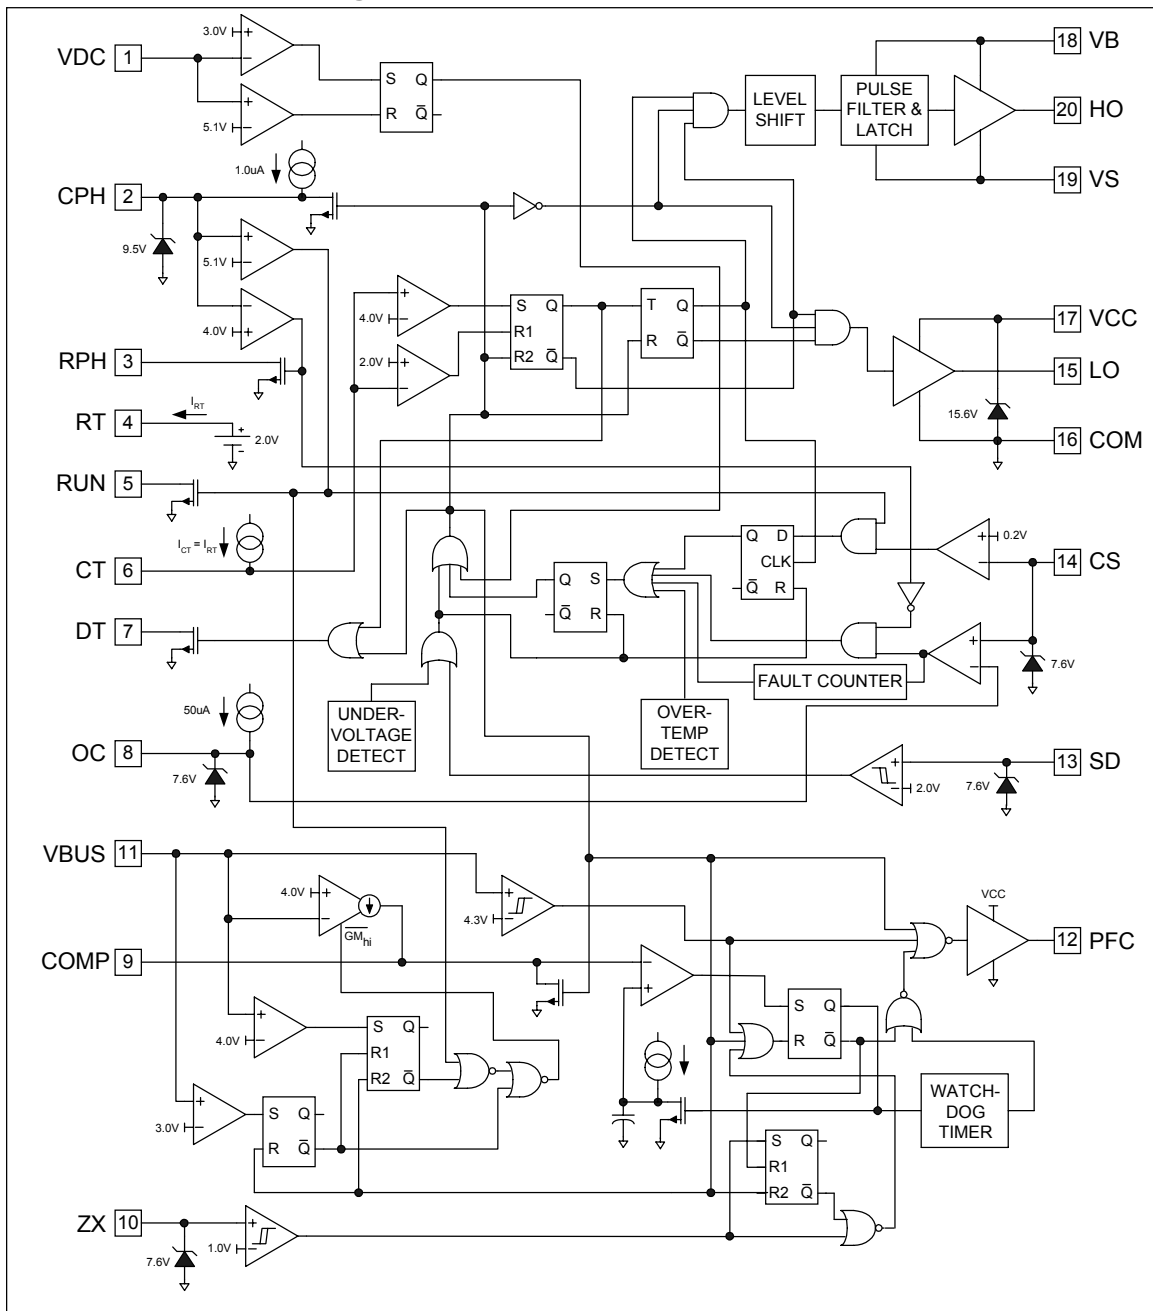 3.0V
VDC 1
5.1V
S Q
R Q̅
VB 18
LEVEL SHIFT
PULSE FILTER & LATCH
HO 20
VS 19
1.0uA
CPH 2
9.5V
5.1V
4.0V
4.0V
2.0V
S Q
R1
R2 Q̅
T Q
R Q̅
17 VCC
15 LO
15.6V
16 COM
RPH 3
RT 4
IRT
+
-
2.0V
RUN 5
ICT = IRT
CT 6
Q D
CLK
Q̅ R
0.2V
14 CS
Q S
Q̅ R
DT 7
7.6V
FAULT COUNTER
UNDER-VOLTAGE DETECT
OVER-TEMP DETECT
50uA
OC 8
7.6V
13 SD
2.0V
7.6V
VBUS 11
4.0V
GMhi
4.3V
VCC
12 PFC
COMP 9
4.0V
S Q
R1
R2 Q̅
S Q
R Q̅
3.0V
S Q
R Q̅
WATCH-DOG TIMER
S Q
R1
R2 Q̅
ZX 10
1.0V
7.6V